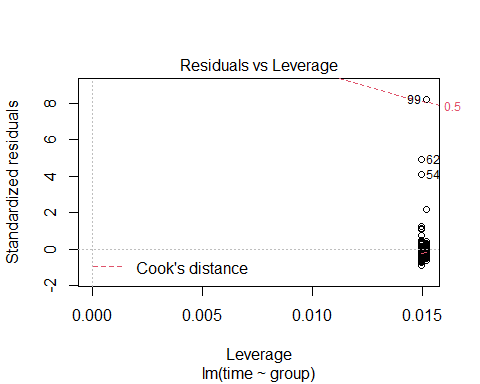 Residuals vs Leverage
Standardized residuals
8
6
4
2
0
-2
99
0.5
62
54
Cook's distance
0.000
0.005
0.010
0.015
Leverage
lm(time ~ group)